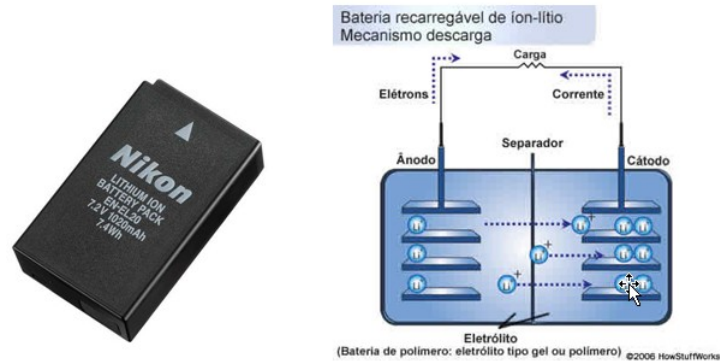 Nikon
LITHIUM ION
BATTERY PACK
EN-EL20
7.2V 1020mAh
7.4Wh
Bateria recarregável de íon-lítio
Mecanismo descarga
Carga
Elétrons
Corrente
Separador
Ânodo
Cátodo
+
+
+
Eletrólito
(Bateria de polímero: eletrólito tipo gel ou polímero)
©2006 HowStuffWorks